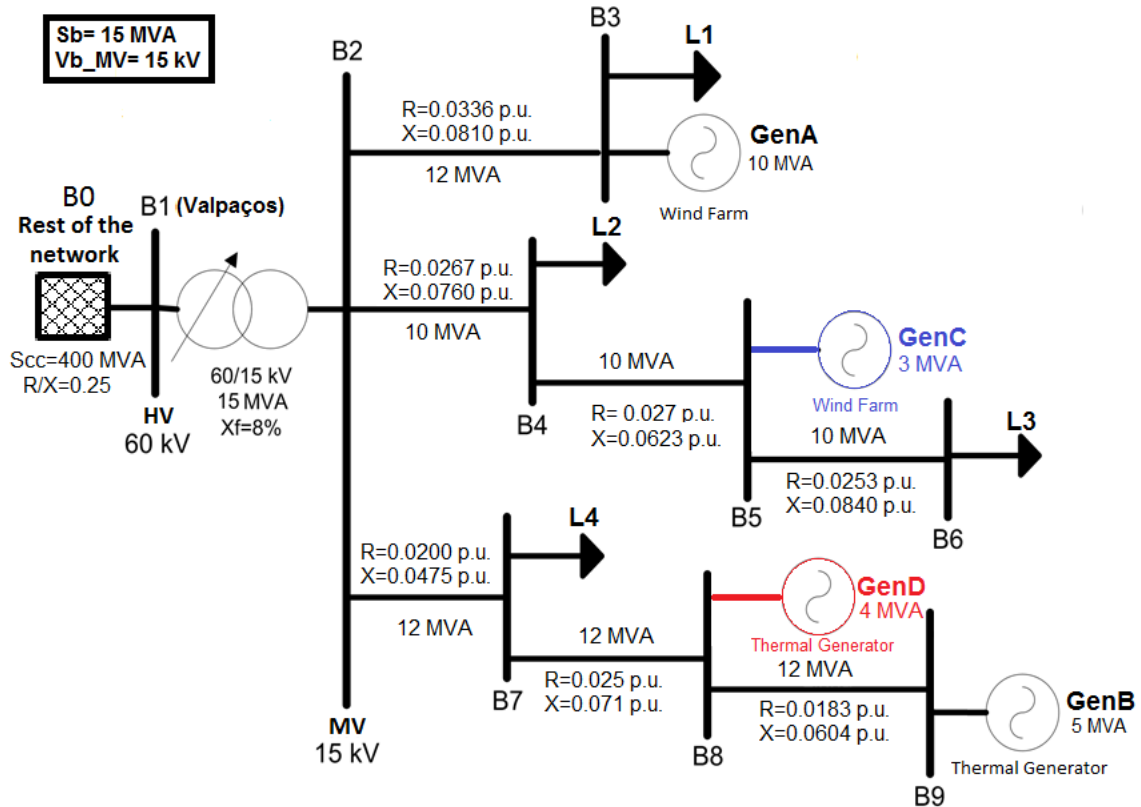 Sb= 15 MVA
Vb_MV= 15 kV
B2
B3
L1
R=0.0336 p.u.
X=0.0810 p.u.
12 MVA
GenA
10 MVA
Wind Farm
B0
Rest of the
network
B1 (Valpaços)
Scc=400 MVA
R/X=0.25
HV
60 kV
60/15 kV
15 MVA
Xf=8%
L2
R=0.0267 p.u.
X=0.0760 p.u.
10 MVA
B4
10 MVA
R= 0.027 p.u.
X=0.0623 p.u.
GenC
3 MVA
Wind Farm
10 MVA
R=0.0253 p.u.
X=0.0840 p.u.
B5
L3
B6
L4
R=0.0200 p.u.
X=0.0475 p.u.
12 MVA
B7
12 MVA
R=0.025 p.u.
X=0.071 p.u.
GenD
4 MVA
Thermal Generator
12 MVA
R=0.0183 p.u.
X=0.0604 p.u.
B8
GenB
5 MVA
Thermal Generator
B9
MV
15 kV